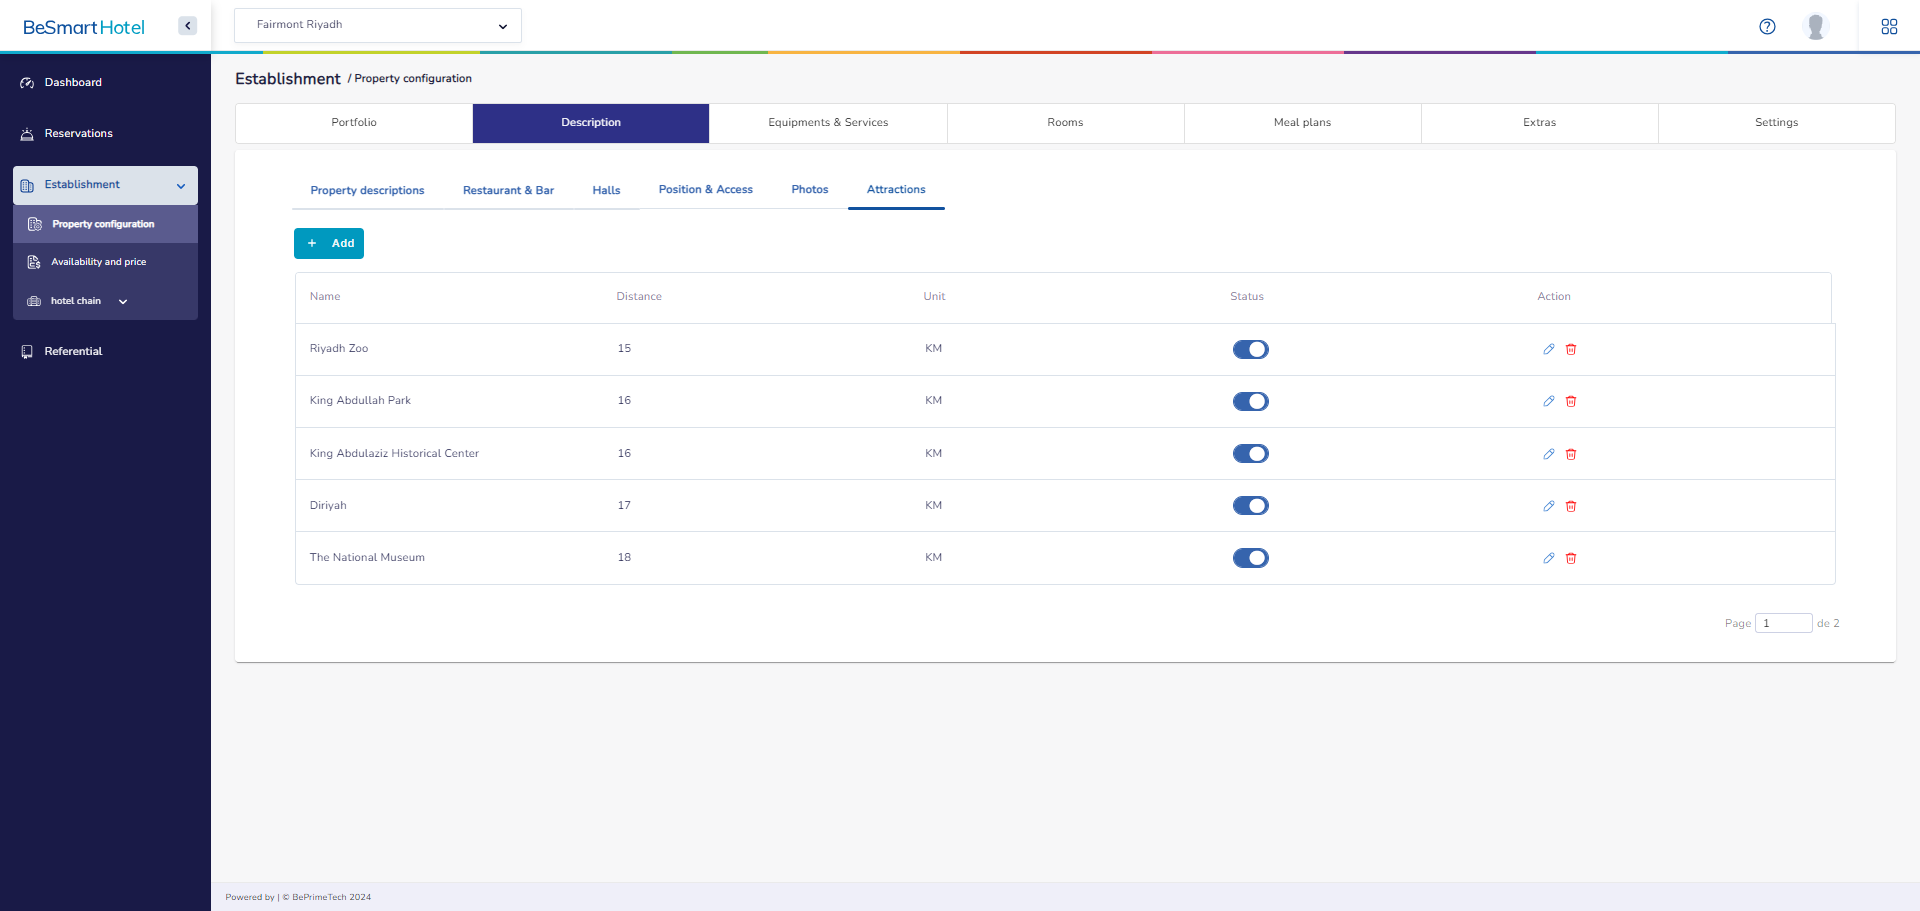 BeSmart Hotel
Fairmont Riyadh
Dashboard
Reservations
Establishment
Property configuration
Availability and price
hotel chain
Referential
Establishment / Property configuration
Portfolio Description Equipments & Services Rooms Meal plans Extras Settings
Property descriptions Restaurant & Bar Halls Position & Access Photos Attractions
+ Add
Name Distance Unit Status Action
Riyadh Zoo 15 KM
King Abdullah Park 16 KM
King Abdulaziz Historical Center 16 KM
Diriyah 17 KM
The National Museum 18 KM
Page 1 de 2
Powered by | © BePrimeTech 2024